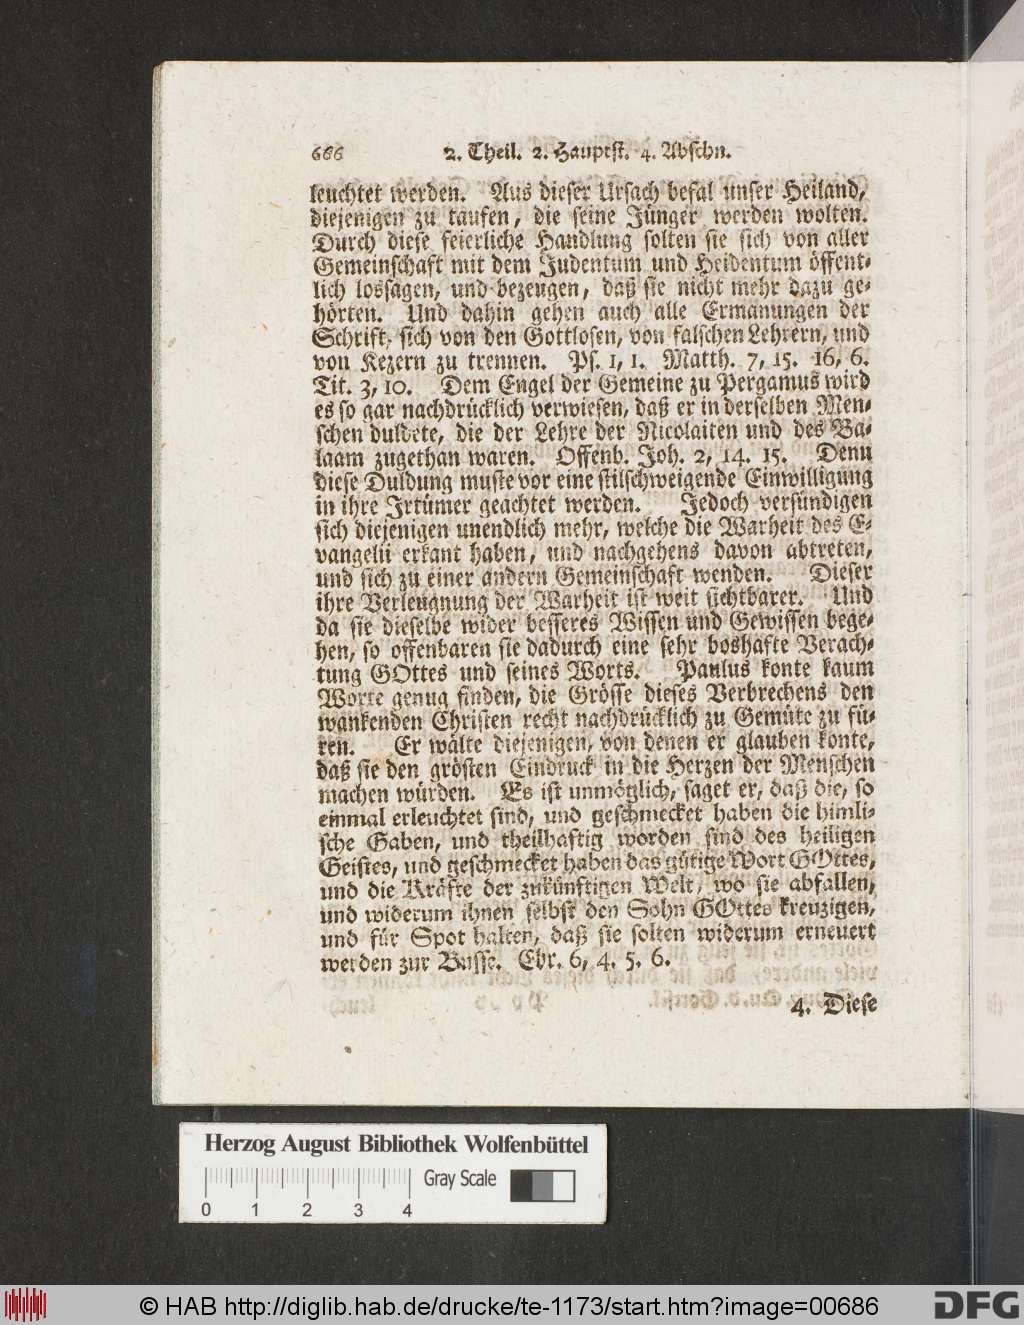 666 2. Theil. 2. Hauptst. 4. Abschn.
leuchtet werden. Aus dieser Ursach befal unser Heiland,
diejenigen zu taufen, die seine Jünger werden wolten.
Durch diese feierliche Handlung solten sie sich von aller
Gemeinschaft mit dem Judentum und Heidentum öffent-
lich lossagen, und bezeugen, daß sie nicht mehr dazu ge-
hörten. Und dahin gehen auch alle Ermanungen der
Schrift, sich von den Gottlosen, von falschen Lehrern, und
von Kezern zu trennen. Ps. 1, 1. Matth. 7, 15. 16, 6.
Tit. 3, 10. Dem Engel der Gemeine zu Pergamus wird
es so gar nachdrücklich verwiesen, daß er in derselben Men-
schen duldete, die der Lehre der Nicolaiten und des Ba-
laam zugethan waren. Offenb. Joh. 2, 14. 15. Denn
diese Duldung muste vor eine stilschweigende Einwilligung
in ihre Irtümer geachtet werden. Jedoch versündigen
sich diejenigen unendlich mehr, welche die Warheit des E-
vangelii erkant haben, und nachgehens davon abtreten,
und sich zu einer andern Gemeinschaft wenden. Dieser
ihre Verleugnung der Warheit ist weit sichtbarer. Und
da sie dieselbe wider besseres Wissen und Gewissen bege-
hen, so offenbaren sie dadurch eine sehr boshafte Verach-
tung GOttes und seines Worts. Paulus konte kaum
Worte genug finden, die Grösse dieses Verbrechens den
wankenden Christen recht nachdrücklich zu Gemüte zu fü-
ren. Er wälte diejenigen, von denen er glauben konte,
daß sie den grösten Eindruck in die Herzen der Menschen
machen würden. Es ist unmöglich, saget er, daß die, so
einmal erleuchtet sind, und geschmecket haben die himli-
sche Gaben, und theilhaftig worden sind des heiligen
Geistes, und geschmecket haben das gütige Wort GOttes,
und die Kräfte der zukünftigen Welt, wo sie abfallen,
und widerum ihnen selbst den Sohn GOttes kreuzigen,
und für Spot halten, daß sie solten widerum erneuert
werden zur Busse. Ebr. 6, 4. 5. 6.
4. Diese
Herzog August Bibliothek Wolfenbüttel
Gray Scale
0 1 2 3 4
© HAB http://diglib.hab.de/drucke/te-1173/start.htm?image=00686
DFG